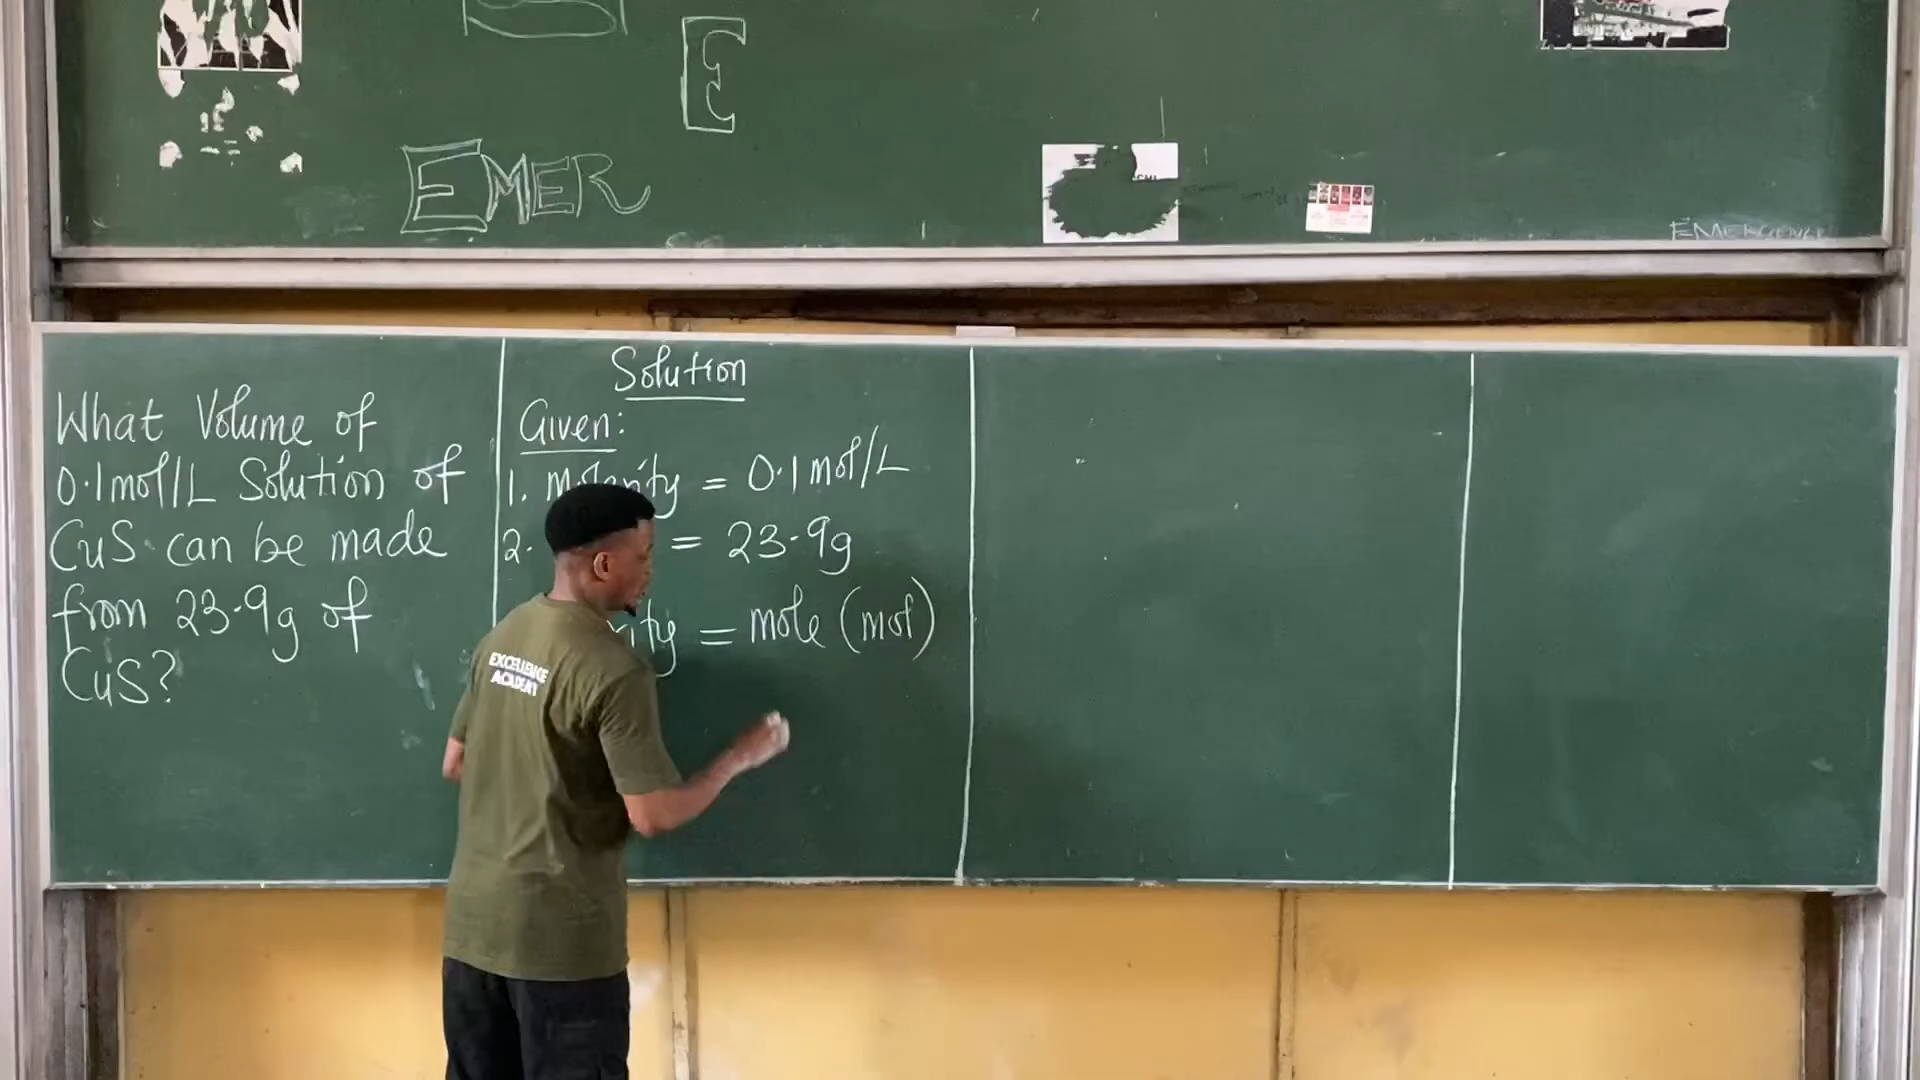 E
EMER
What Volume of
0.1mol/L Solution of
CuS can be made
from 23.9g of
CuS?
Solution
Given:
1. Molarity = 0.1mol/L
2. = 23.9g
= mole (mol)
EXCELLENCE
ACADEMY